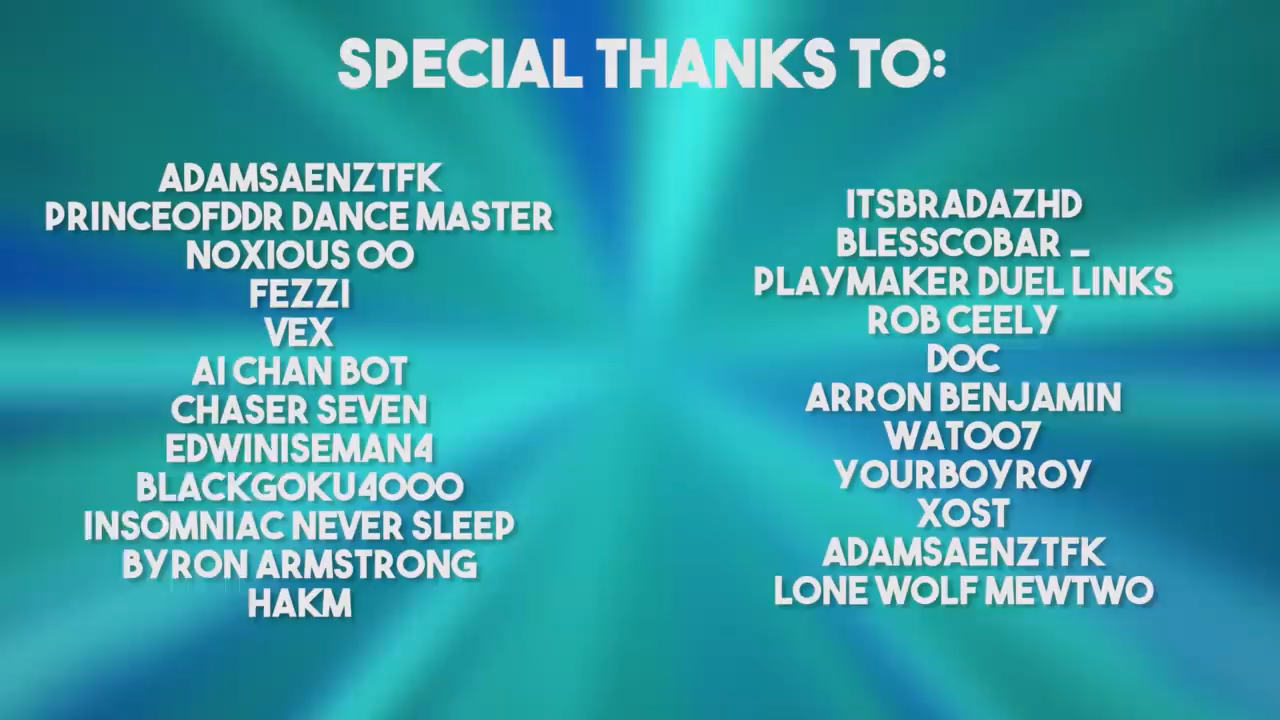 SPECIAL THANKS TO:
ADAMSAENZTFK
PRINCEOFDDR DANCE MASTER
NOXIOUS OO
FEZZI
VEX
AI CHAN BOT
CHASER SEVEN
EDWINISEMAN4
BLACKGOKU4000
INSOMNIAC NEVER SLEEP
BYRON ARMSTRONG
HAKM
ITSBRADAZHD
BLESSCOBAR _
PLAYMAKER DUEL LINKS
ROB CEELY
DOC
ARRON BENJAMIN
WATOO7
YOURBOYROY
XOST
ADAMSAENZTFK
LONE WOLF MEWTWO